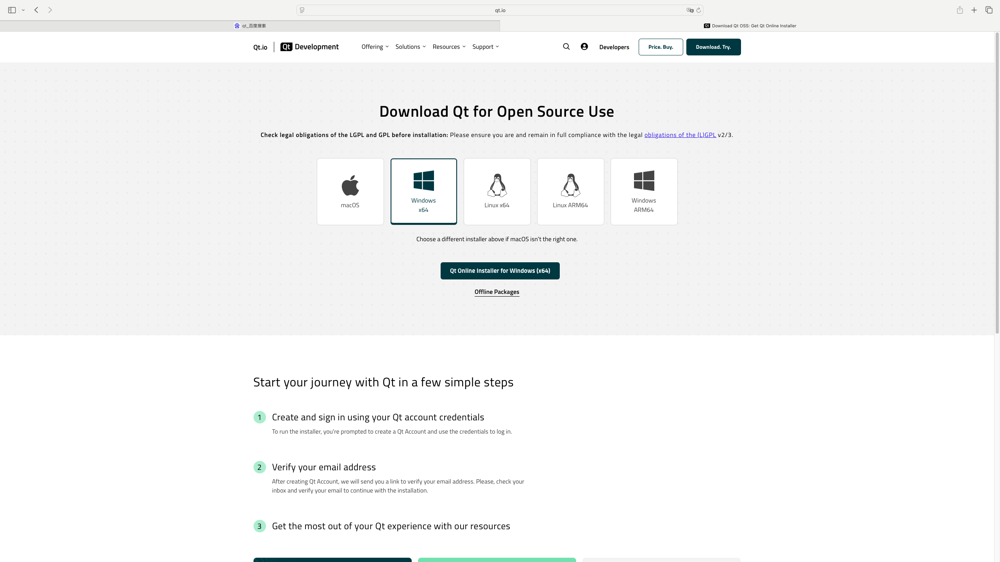 qt.io
qt_百度搜索
Qt Download Qt OSS: Get Qt Online Installer
Qt.io
Qt Development
Offering
Solutions
Resources
Support
Developers
Price. Buy.
Download. Try.
Download Qt for Open Source Use
Check legal obligations of the LGPL and GPL before installation: Please ensure you are and remain in full compliance with the legal obligations of the (L)GPL v2/3.
macOS
Windows
x64
Linux x64
Linux ARM64
Windows
ARM64
Choose a different installer above if macOS isn’t the right one.
Qt Online Installer for Windows (x64)
Offline Packages
Start your journey with Qt in a few simple steps
1 Create and sign in using your Qt account credentials
To run the installer, you're prompted to create a Qt Account and use the credentials to log in.
2 Verify your email address
After creating Qt Account, we will send you a link to verify your email address. Please, check your
inbox and verify your email to continue with the installation.
3 Get the most out of your Qt experience with our resources